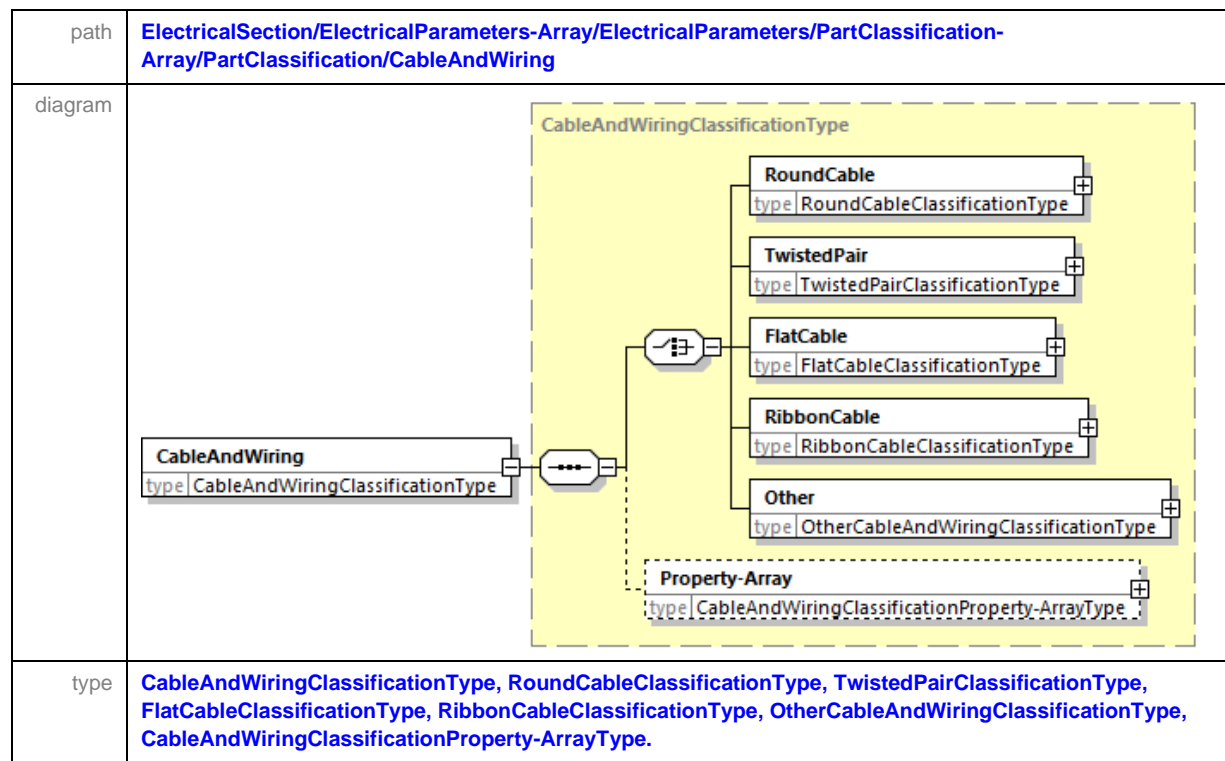 path
ElectricalSection/ElectricalParameters-Array/ElectricalParameters/PartClassification-
Array/PartClassification/CableAndWiring
diagram
CableAndWiringClassificationType
RoundCable
type RoundCableClassificationType
TwistedPair
type TwistedPairClassificationType
FlatCable
type FlatCableClassificationType
RibbonCable
type RibbonCableClassificationType
CableAndWiring
type CableAndWiringClassificationType
Other
type OtherCableAndWiringClassificationType
Property-Array
type CableAndWiringClassificationProperty-ArrayType
type
CableAndWiringClassificationType, RoundCableClassificationType, TwistedPairClassificationType,
FlatCableClassificationType, RibbonCableClassificationType, OtherCableAndWiringClassificationType,
CableAndWiringClassificationProperty-ArrayType.